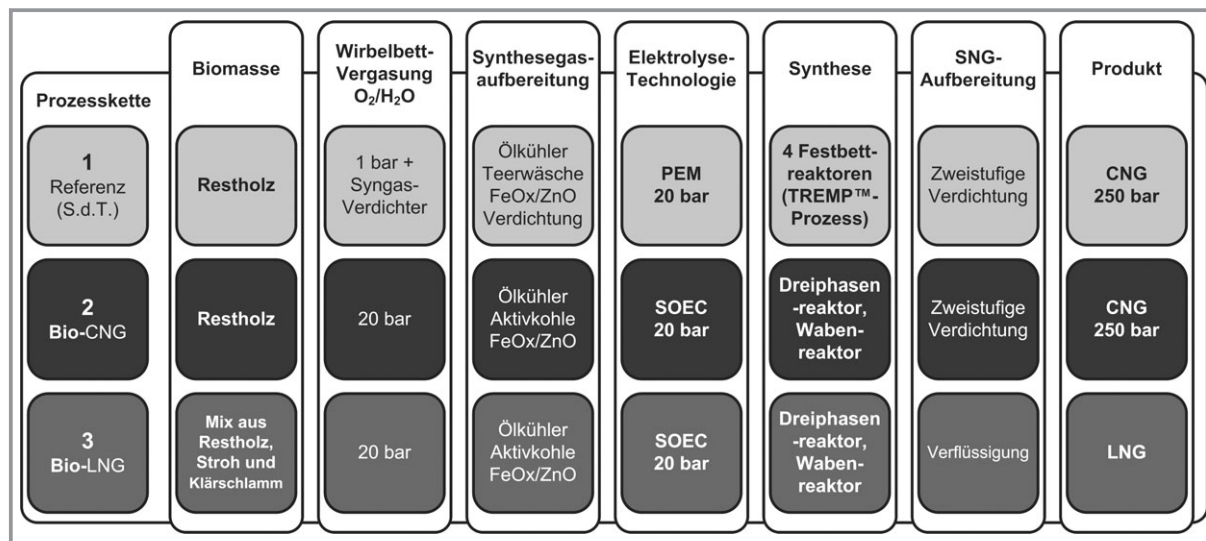 Prozesskette
Biomasse
Wirbelbett-
Vergasung
O₂/H₂O
Synthesegas-
aufbereitung
Elektrolyse-
Technologie
Synthese
SNG-
Aufbereitung
Produkt
1
Referenz
(S.d.T.)
Restholz
1 bar +
Syngas-
Verdichter
Ölkühler
Teerwäsche
FeOx/ZnO
Verdichtung
PEM
20 bar
4 Festbett-
reaktoren
(TREMP™-
Prozess)
Zweistufige
Verdichtung
CNG
250 bar
2
Bio-CNG
Restholz
20 bar
Ölkühler
Aktivkohle
FeOx/ZnO
SOEC
20 bar
Dreiphasen
-reaktor,
Waben-
reaktor
Zweistufige
Verdichtung
CNG
250 bar
3
Bio-LNG
Mix aus
Restholz,
Stroh und
Klärschlamm
20 bar
Ölkühler
Aktivkohle
FeOx/ZnO
SOEC
20 bar
Dreiphasen
-reaktor,
Waben-
reaktor
Verflüssigung
LNG